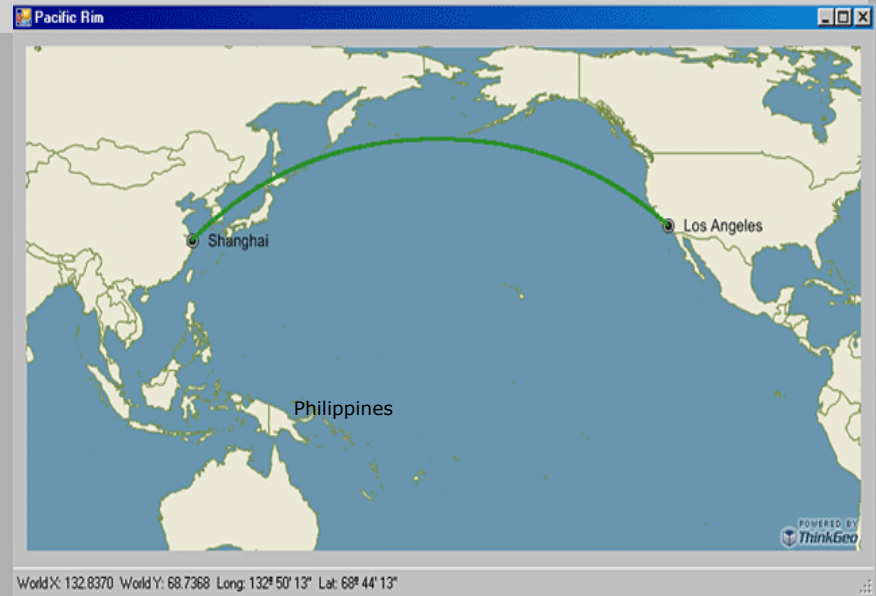 Pacific Rim
Los Angeles
Shanghai
Philippines
POWERED BY
ThinkGeo
World X: 132.8370 World Y: 68.7368 Long: 132º 50' 13" Lat: 68º 44' 13"